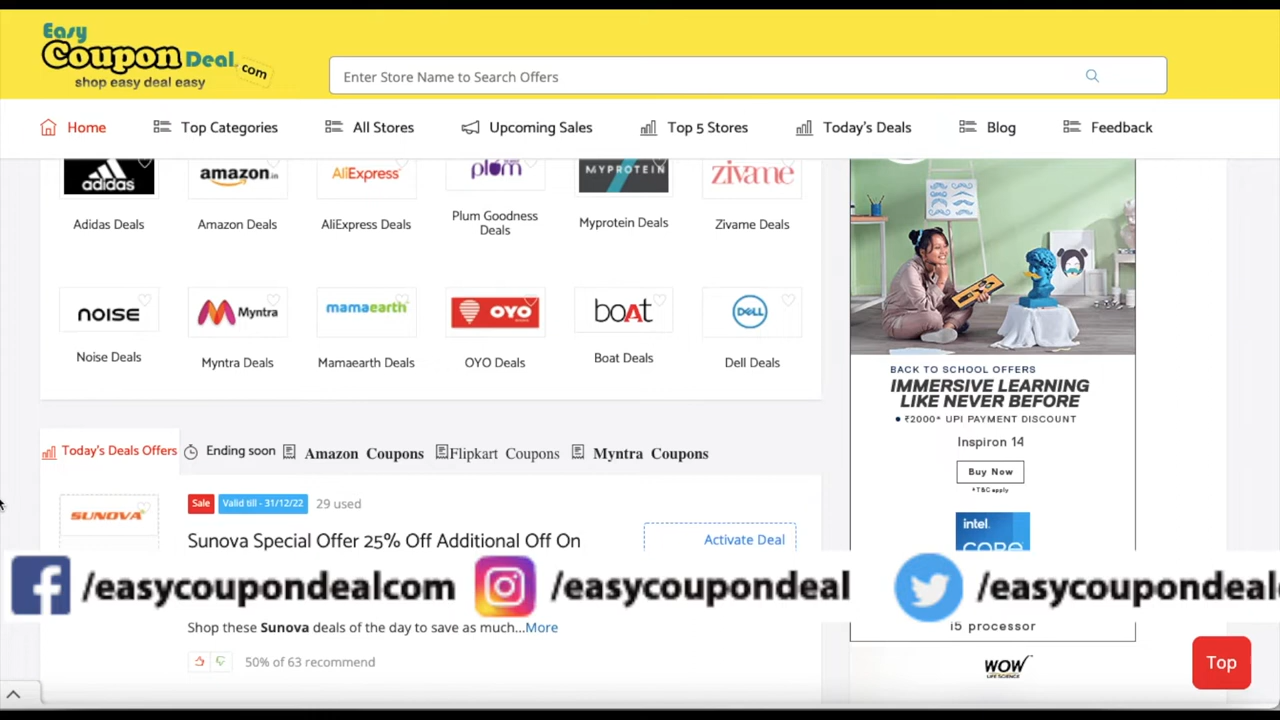 Easy
Coupon Deal.com
shop easy deal easy
Enter Store Name to Search Offers
Home
Top Categories
All Stores
Upcoming Sales
Top 5 Stores
Today's Deals
Blog
Feedback
adidas
amazon.in
AliExpress
plum
MYPROTEIN
zivame
Adidas Deals
Amazon Deals
AliExpress Deals
Plum Goodness
Deals
Myprotein Deals
Zivame Deals
NOISE
Myntra
mamaearth
OYO
boAt
DELL
Noise Deals
Myntra Deals
Mamaearth Deals
OYO Deals
Boat Deals
Dell Deals
BACK TO SCHOOL OFFERS
IMMERSIVE LEARNING
LIKE NEVER BEFORE
• ₹2000* UPI PAYMENT DISCOUNT
Inspiron 14
Buy Now
*T&C apply
intel.
CORE
i5 processor
WOW
LIFE SCIENCE
Today's Deals Offers
Ending soon
Amazon Coupons
Flipkart Coupons
Myntra Coupons
SUNOVA
Sale
Valid till - 31/12/22
29 used
Sunova Special Offer 25% Off Additional Off On
Activate Deal
/easycoupondealcom
/easycoupondeal
/easycoupondeal
Shop these Sunova deals of the day to save as much...More
50% of 63 recommend
Top